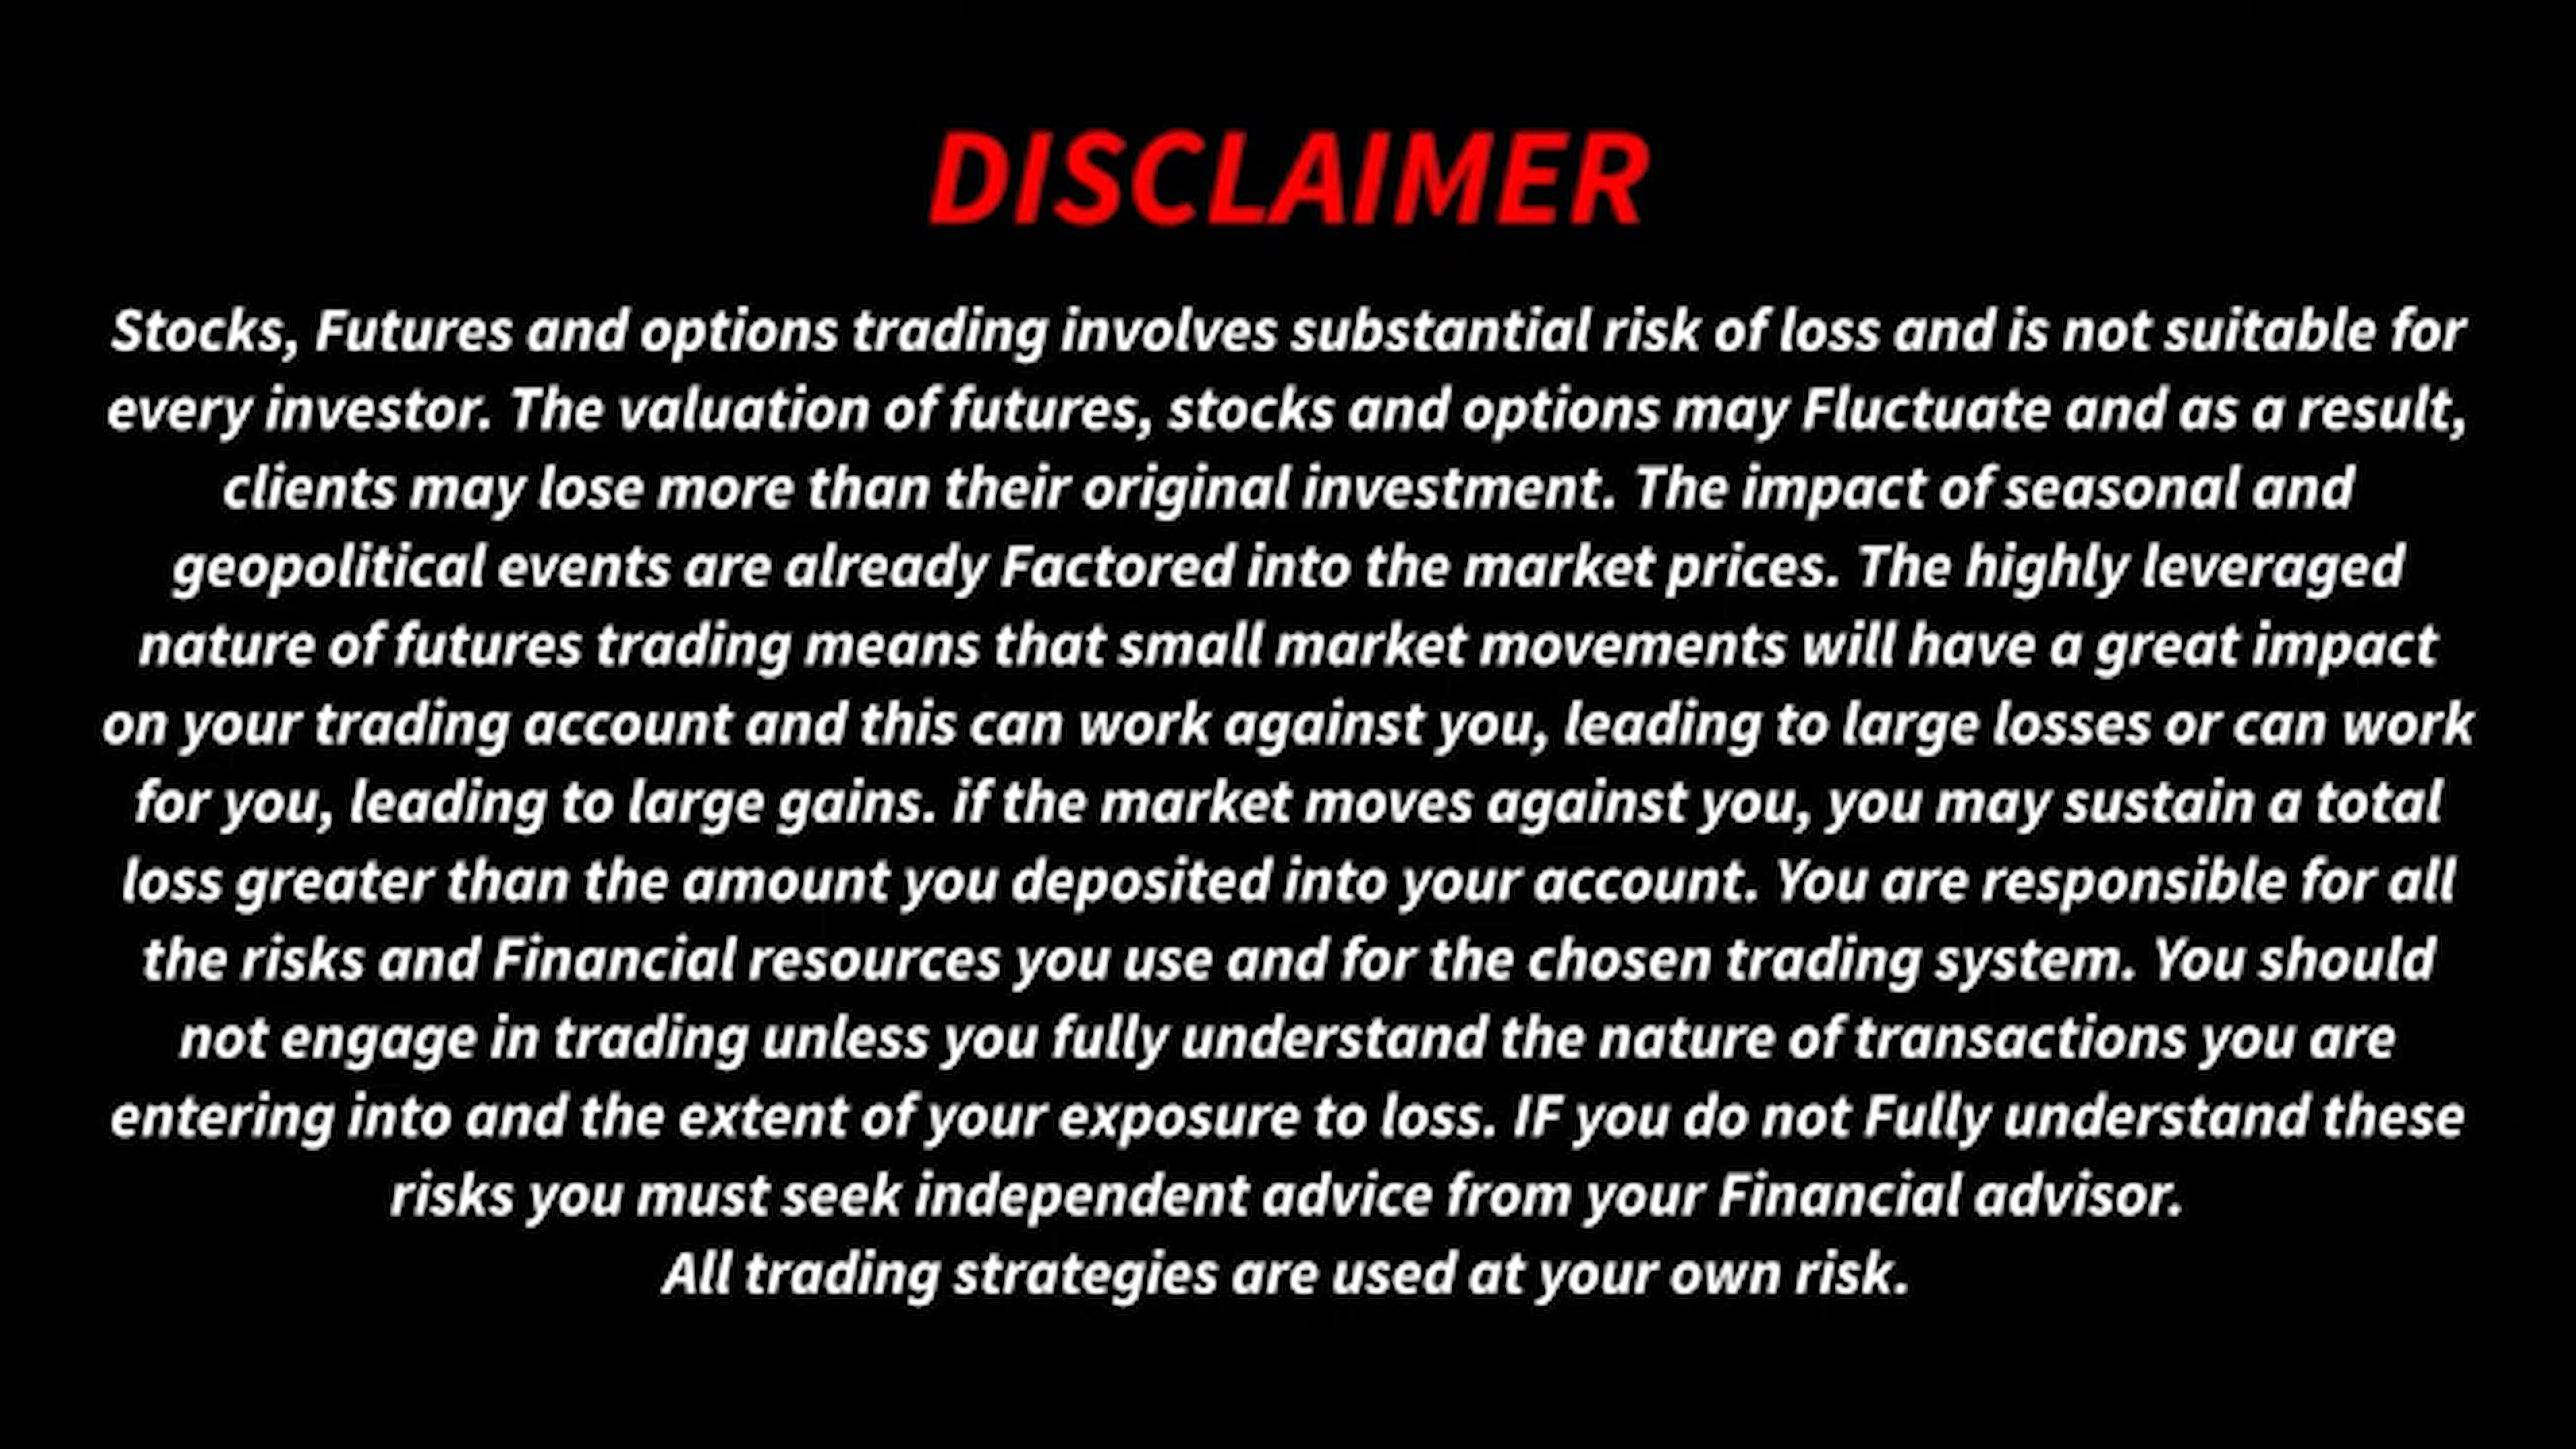 DISCLAIMER
Stocks, Futures and options trading involves substantial risk of loss and is not suitable for
every investor. The valuation of futures, stocks and options may Fluctuate and as a result,
clients may lose more than their original investment. The impact of seasonal and
geopolitical events are already Factored into the market prices. The highly leveraged
nature of futures trading means that small market movements will have a great impact
on your trading account and this can work against you, leading to large losses or can work
for you, leading to large gains. if the market moves against you, you may sustain a total
loss greater than the amount you deposited into your account. You are responsible for all
the risks and Financial resources you use and for the chosen trading system. You should
not engage in trading unless you fully understand the nature of transactions you are
entering into and the extent of your exposure to loss. IF you do not Fully understand these
risks you must seek independent advice from your Financial advisor.
All trading strategies are used at your own risk.